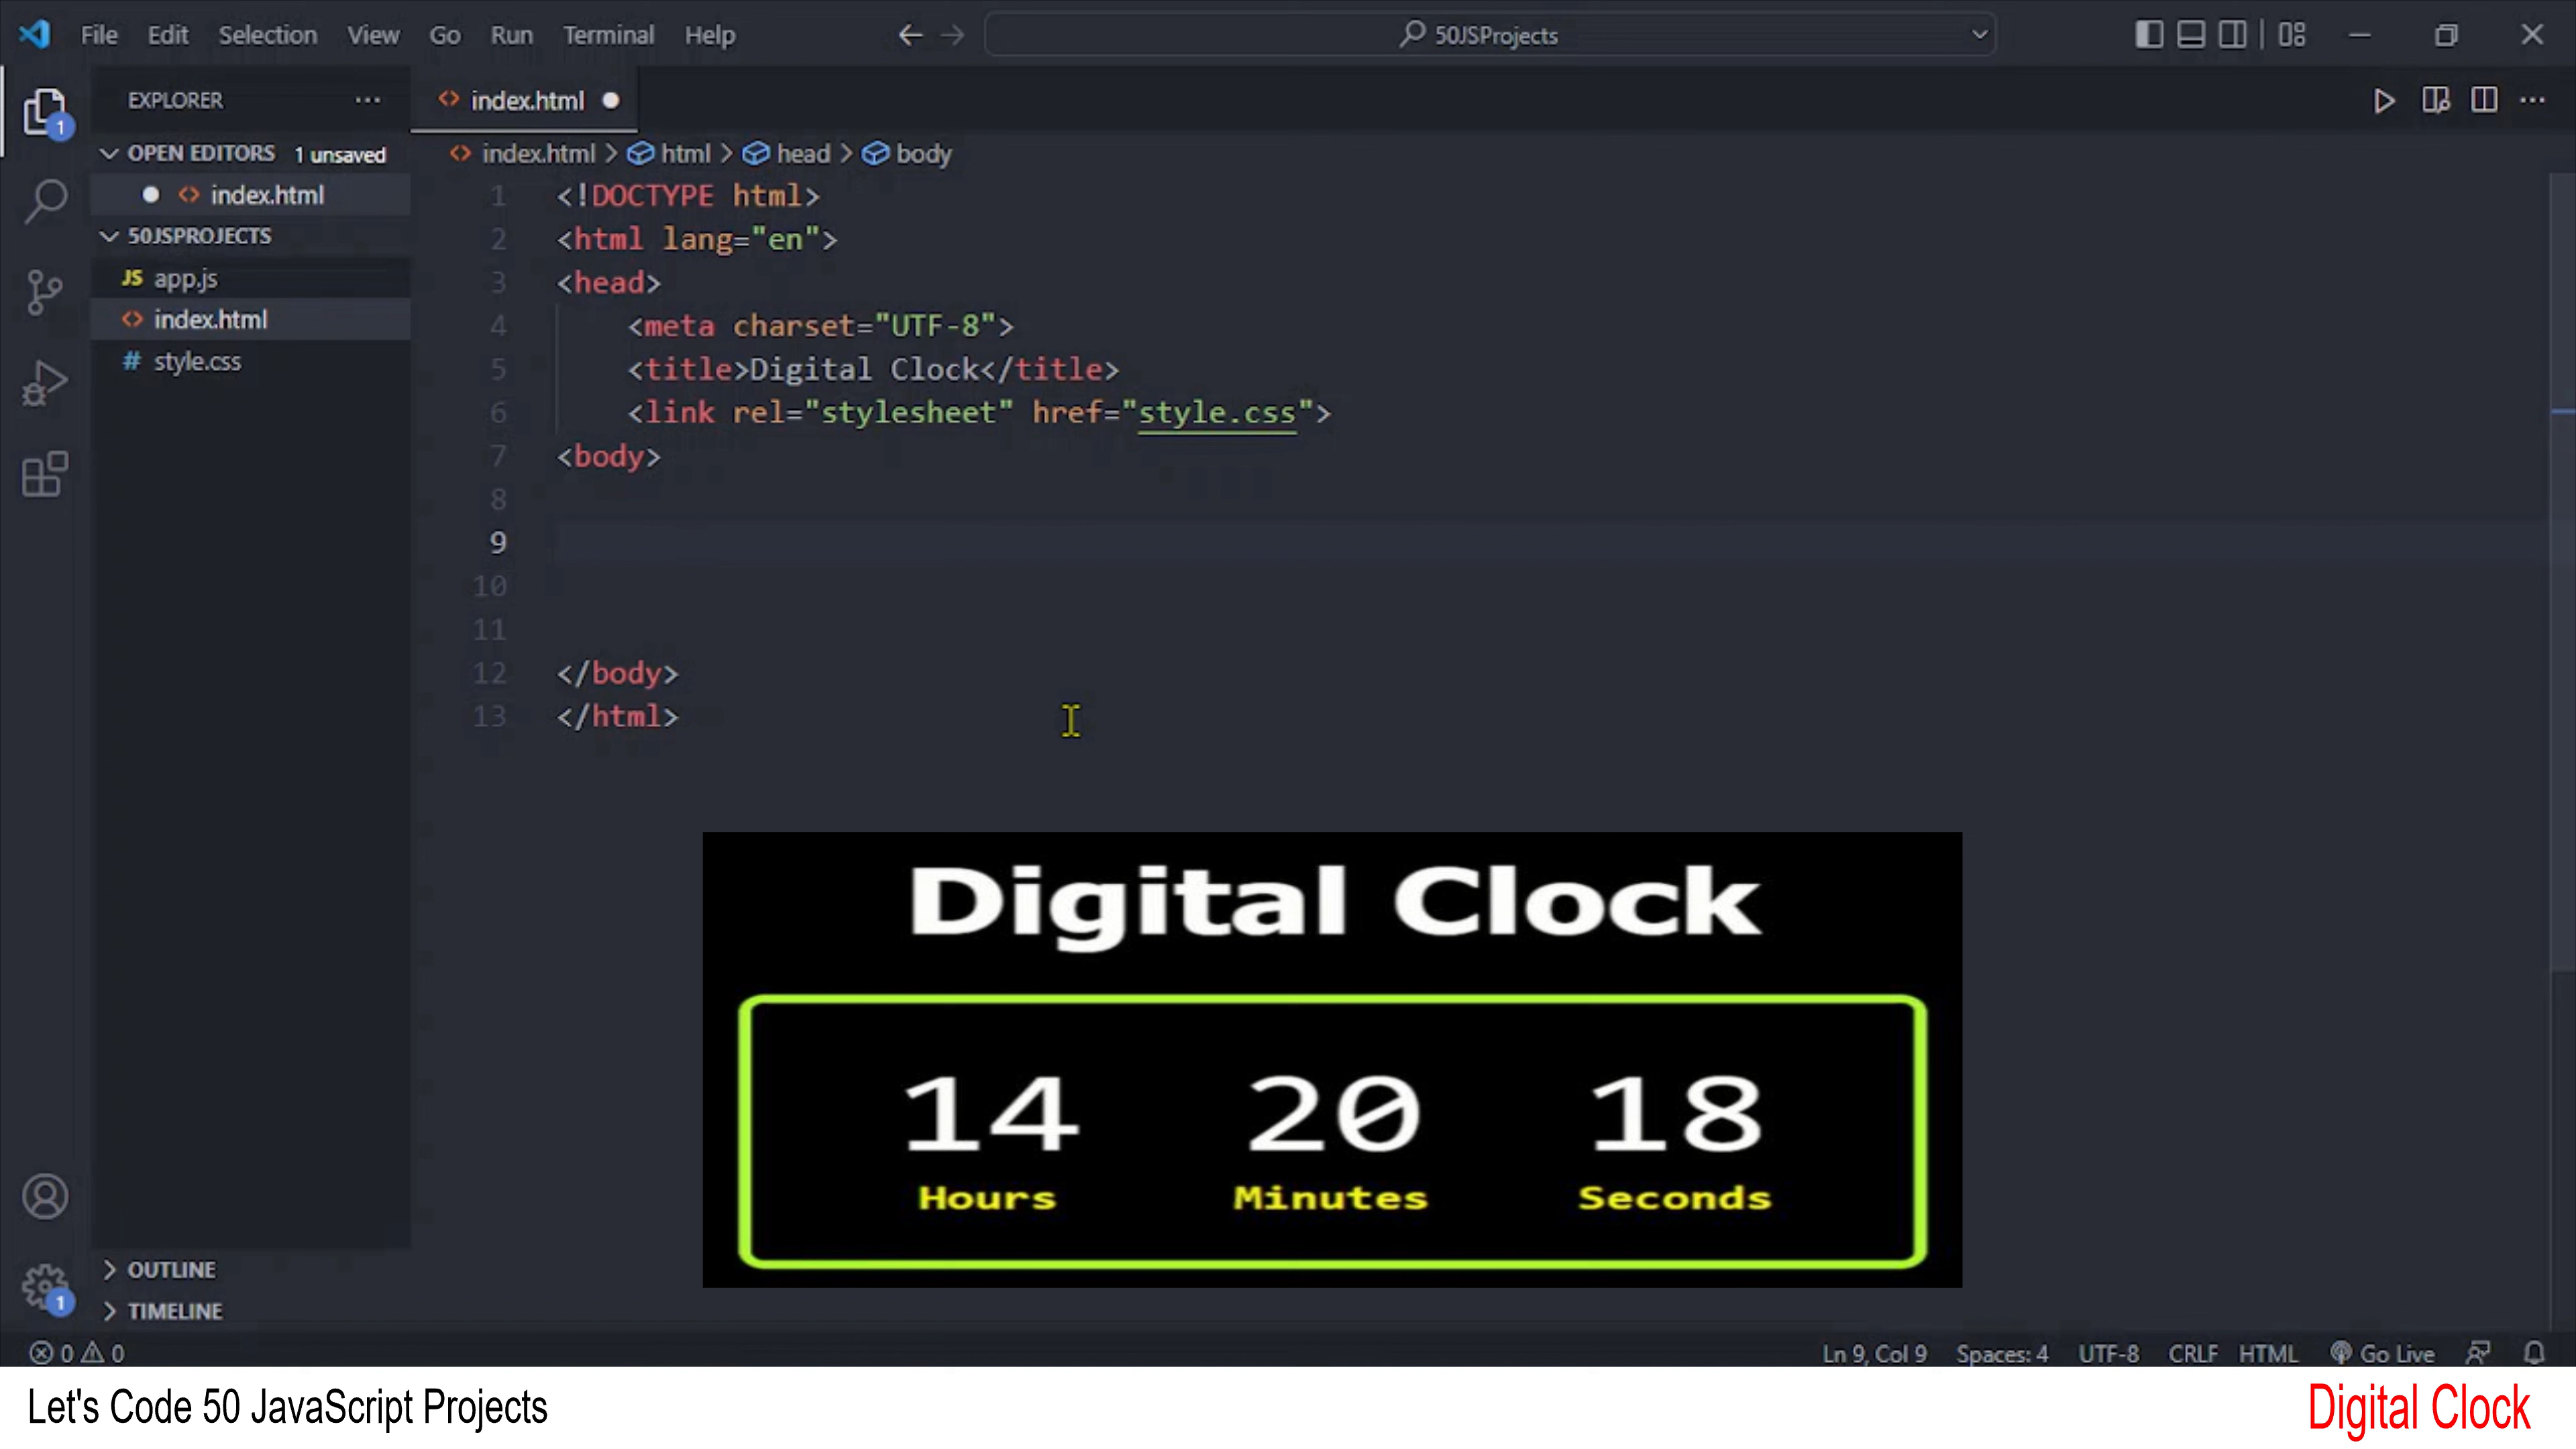 File Edit Selection View Go Run Terminal Help
50JSProjects
EXPLORER
index.html
OPEN EDITORS 1 unsaved
index.html
50JSPROJECTS
JS app.js
index.html
# style.css
index.html > html > head > body
1 <!DOCTYPE html>
2 <html lang="en">
3 <head>
4 <meta charset="UTF-8">
5 <title>Digital Clock</title>
6 <link rel="stylesheet" href="style.css">
7 <body>
8
9
10
11
12 </body>
13 </html>
Digital Clock
14 20 18
Hours Minutes Seconds
1
1
OUTLINE
TIMELINE
0 0
Ln 9, Col 9 Spaces: 4 UTF-8 CRLF HTML Go Live
Let's Code 50 JavaScript Projects
Digital Clock